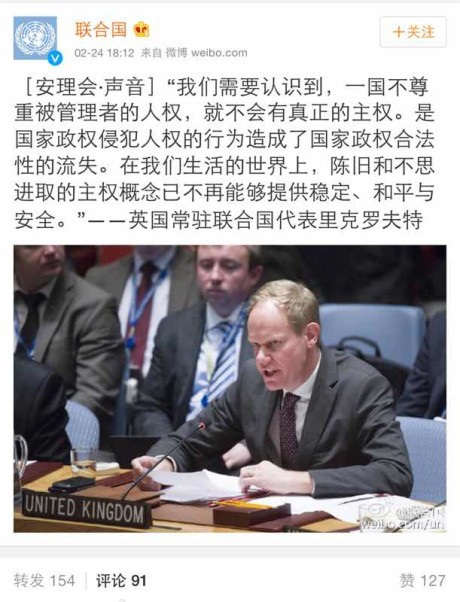 联合国
02-24 18:12 来自 微博 weibo.com
+关注
［安理会·声音］“我们需要认识到，一国不尊
重被管理者的人权，就不会有真正的主权。是
国家政权侵犯人权的行为造成了国家政权合法
性的流失。在我们生活的世界上，陈旧和不思
进取的主权概念已不再能够提供稳定、和平与
安全。”——英国常驻联合国代表里克罗夫特
UNITED KINGDOM
@联合国
weibo.com/un
转发 154
评论 91
赞 127